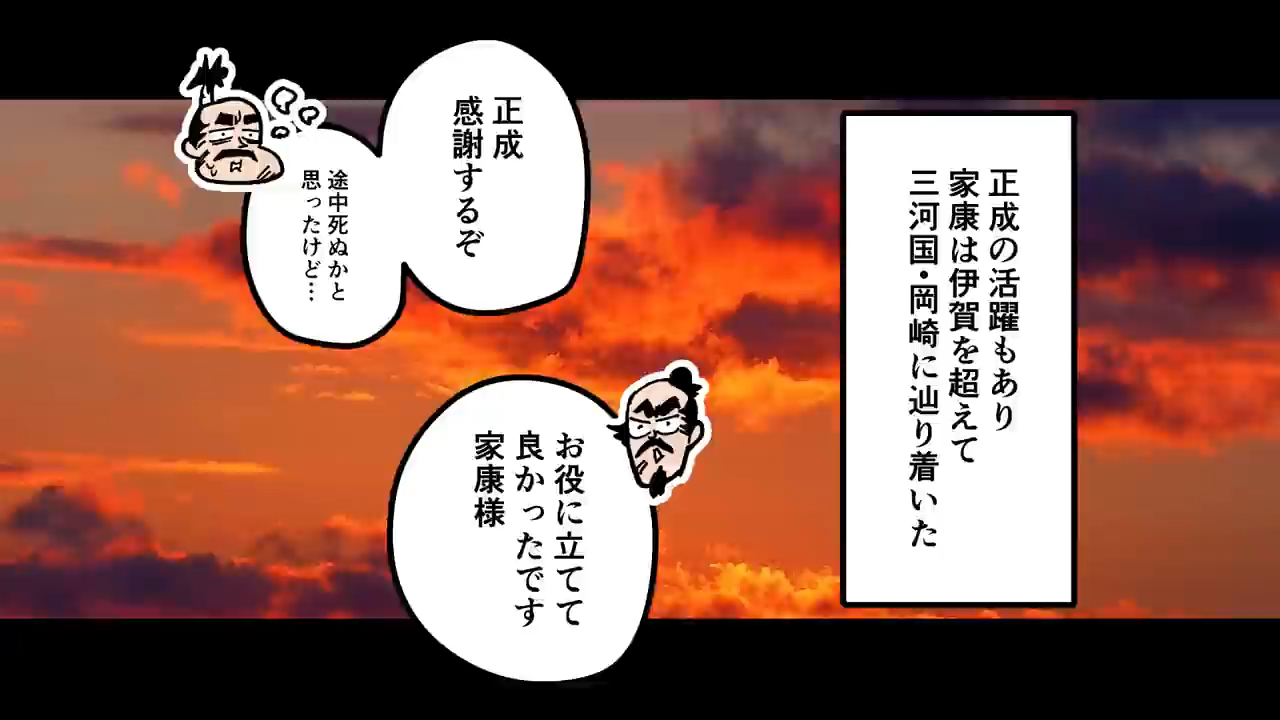 正成の活躍もあり
家康は伊賀を超えて
三河国・岡崎に辿り着いた
正成
感謝するぞ
途中死ぬかと
思ったけど…
お役に立てて
良かったです
家康様